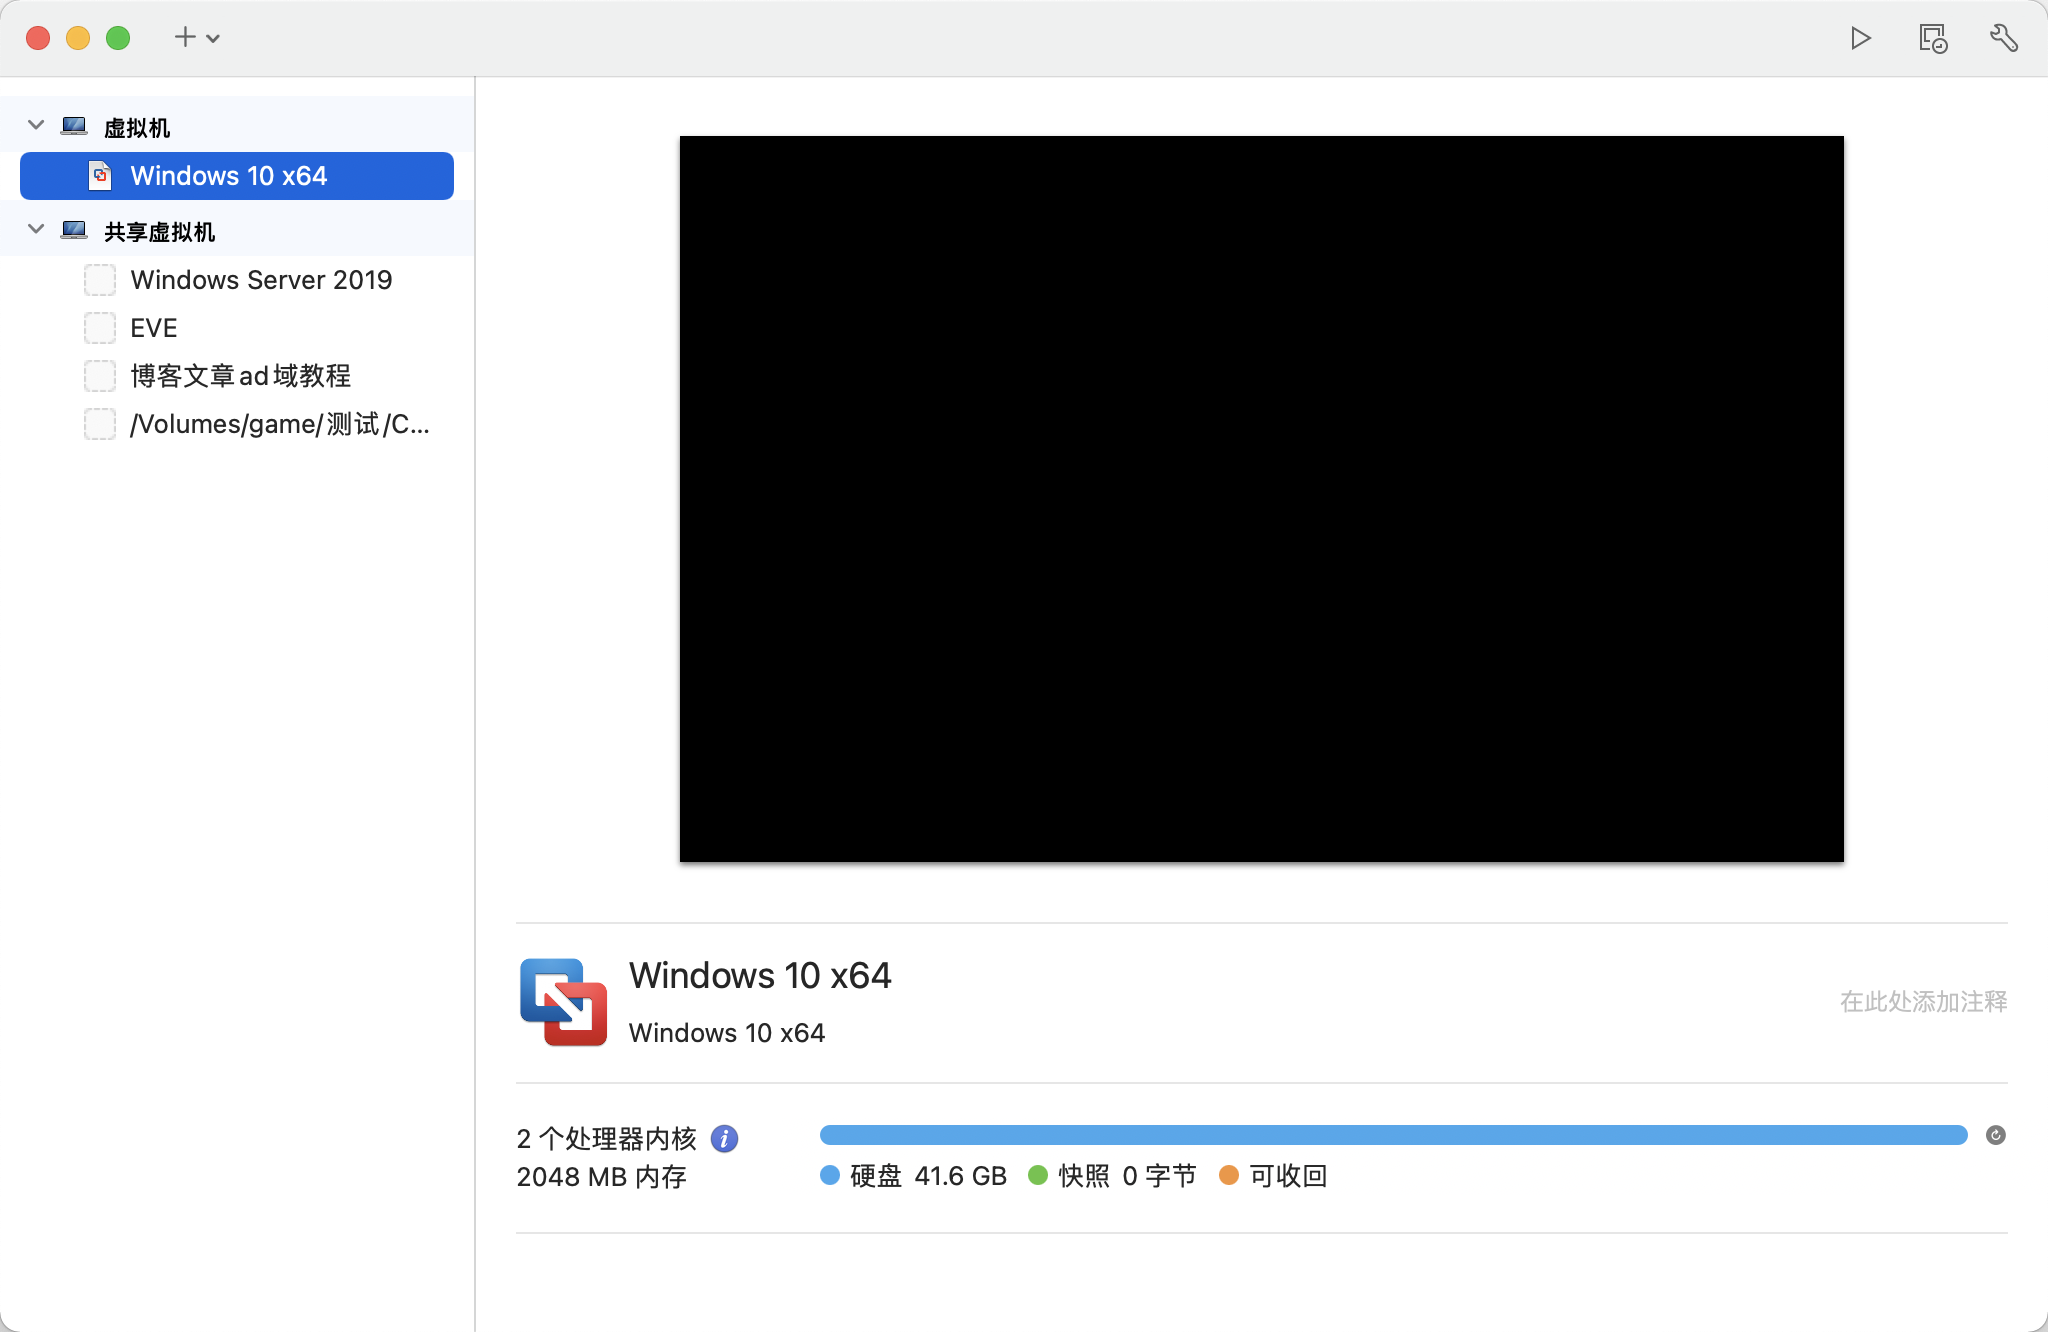 虚拟机
Windows 10 x64
共享虚拟机
Windows Server 2019
EVE
博客文章ad域教程
/Volumes/game/测试/C...
Windows 10 x64
Windows 10 x64
在此处添加注释
2 个处理器内核
2048 MB 内存
硬盘 41.6 GB 快照 0 字节 可收回